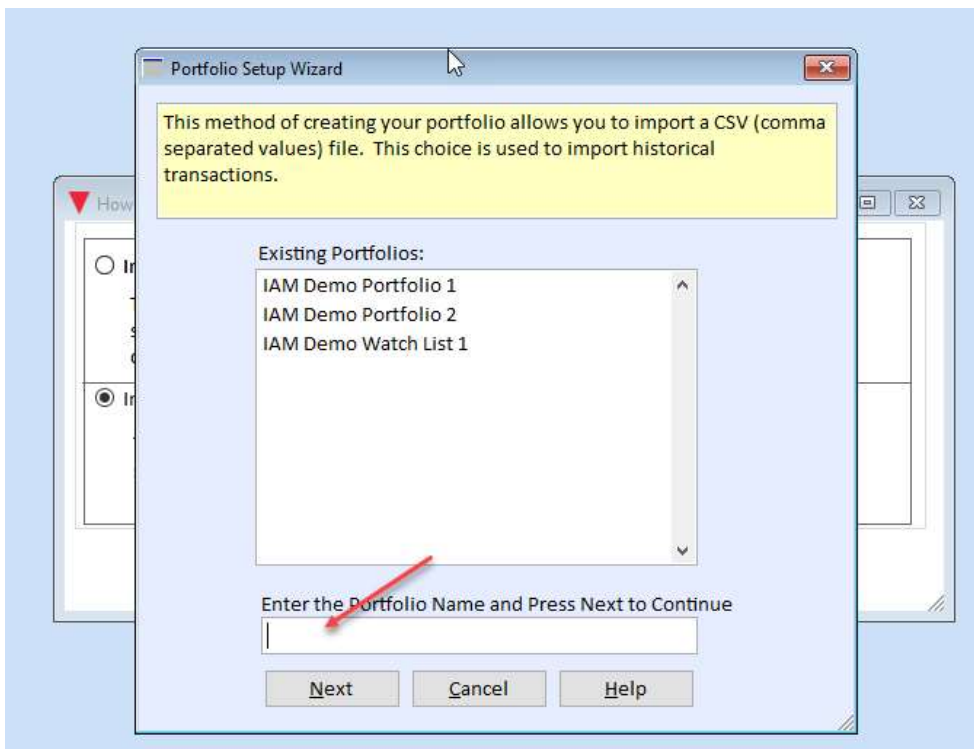 Portfolio Setup Wizard
This method of creating your portfolio allows you to import a CSV (comma
separated values) file. This choice is used to import historical
transactions.
How
Existing Portfolios:
IAM Demo Portfolio 1
IAM Demo Portfolio 2
IAM Demo Watch List 1
Enter the Portfolio Name and Press Next to Continue
Next Cancel Help